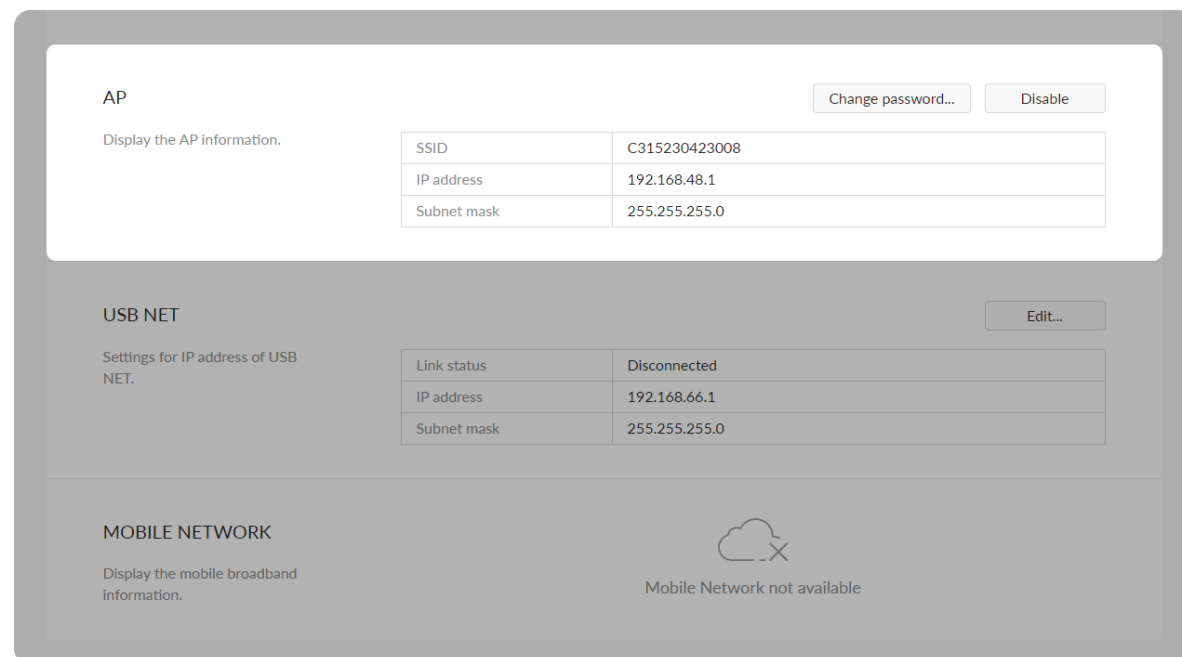 AP
Change password...
Disable
Display the AP information.
SSID
C315230423008
IP address
192.168.48.1
Subnet mask
255.255.255.0
USB NET
Edit...
Settings for IP address of USB
NET.
Link status
Disconnected
IP address
192.168.66.1
Subnet mask
255.255.255.0
MOBILE NETWORK
Display the mobile broadband
information.
Mobile Network not available